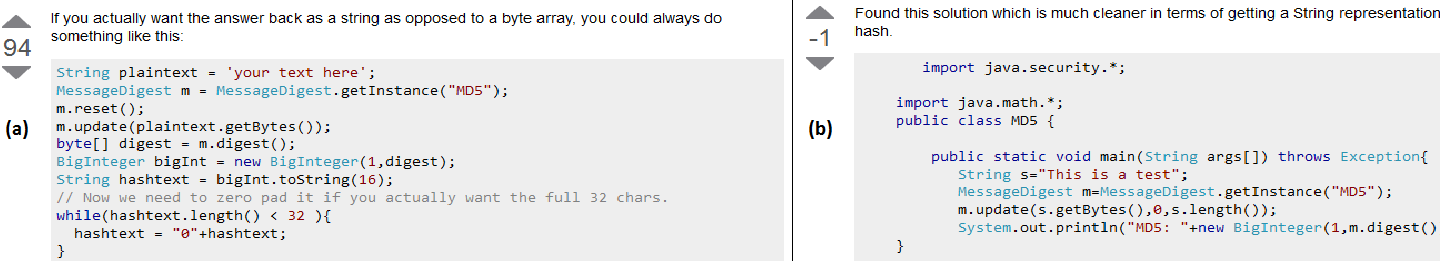 If you actually want the answer back as a string as opposed to a byte array, you could always do
something like this:
94
String plaintext = 'your text here';
MessageDigest m = MessageDigest.getInstance("MD5");
m.reset();
(a)
m.update(plaintext.getBytes());
byte[] digest = m.digest();
BigInteger bigInt = new BigInteger(1,digest);
String hashtext = bigInt.toString(16);
// Now we need to zero pad it if you actually want the full 32 chars.
while(hashtext.length() < 32 ){
hashtext = "0"+hashtext;
}
Found this solution which is much cleaner in terms of getting a String representation
hash.
-1
import java.security.*;
import java.math.*;
(b)
public class MD5 {
public static void main(String args[]) throws Exception{
String s="This is a test";
MessageDigest m=MessageDigest.getInstance("MD5");
m.update(s.getBytes(),0,s.length());
System.out.println("MD5: "+new BigInteger(1,m.digest()
}